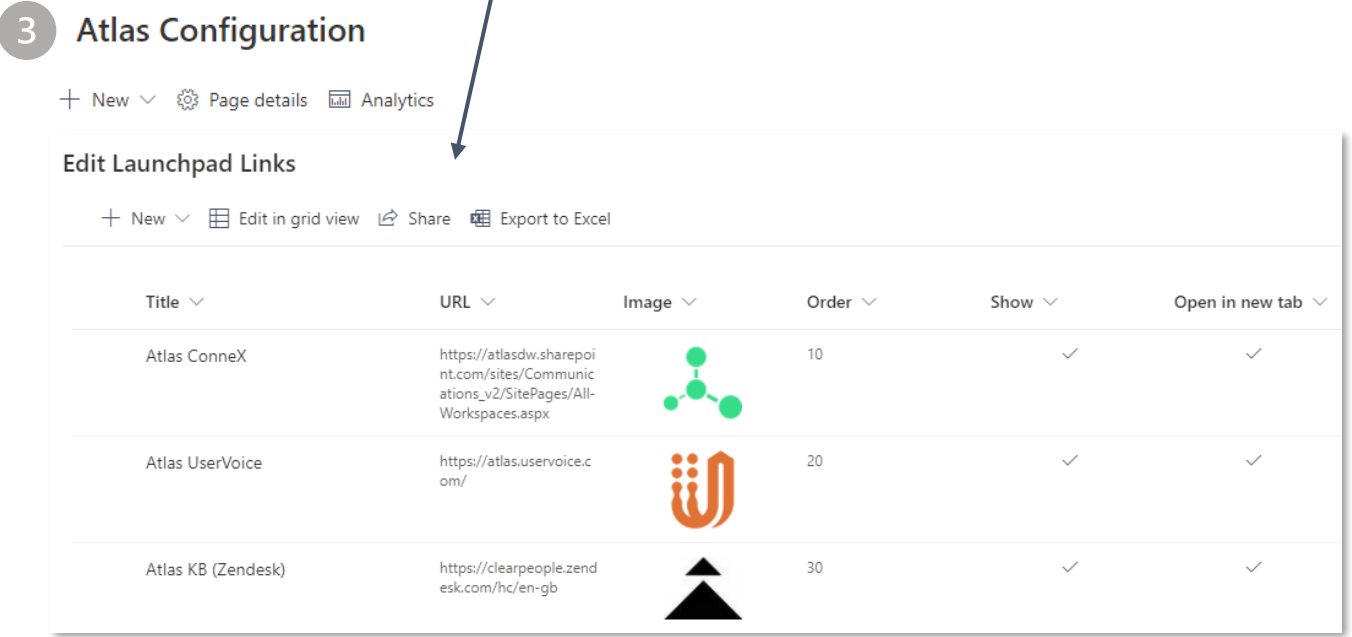 3 Atlas Configuration
New Page details Analytics
Edit Launchpad Links
New Edit in grid view Share Export to Excel
Title URL Image Order Show Open in new tab
Atlas ConneX https://atlasdw.sharepoi 10
nt.com/sites/Communic
ations_v2/SitePages/All-
Workspaces.aspx
Atlas UserVoice https://atlas.uservoice.c 20
om/
Atlas KB (Zendesk) https://clearpeople.zend 30
esk.com/hc/en-gb